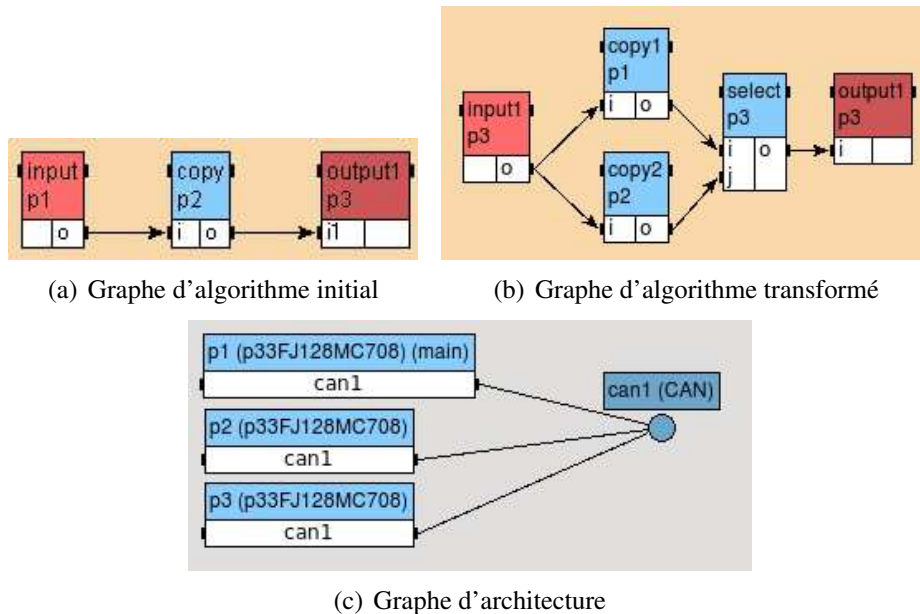 input
p1
o
copy
p2
i o
output1
p3
i1
(a) Graphe d'algorithme initial
input1
p3
o
copy1
p1
i o
copy2
p2
i o
select
p3
i o
j
output1
p3
i
(b) Graphe d'algorithme transformé
p1 (p33FJ128MC708) (main)
can1
p2 (p33FJ128MC708)
can1
p3 (p33FJ128MC708)
can1
can1 (CAN)
(c) Graphe d'architecture